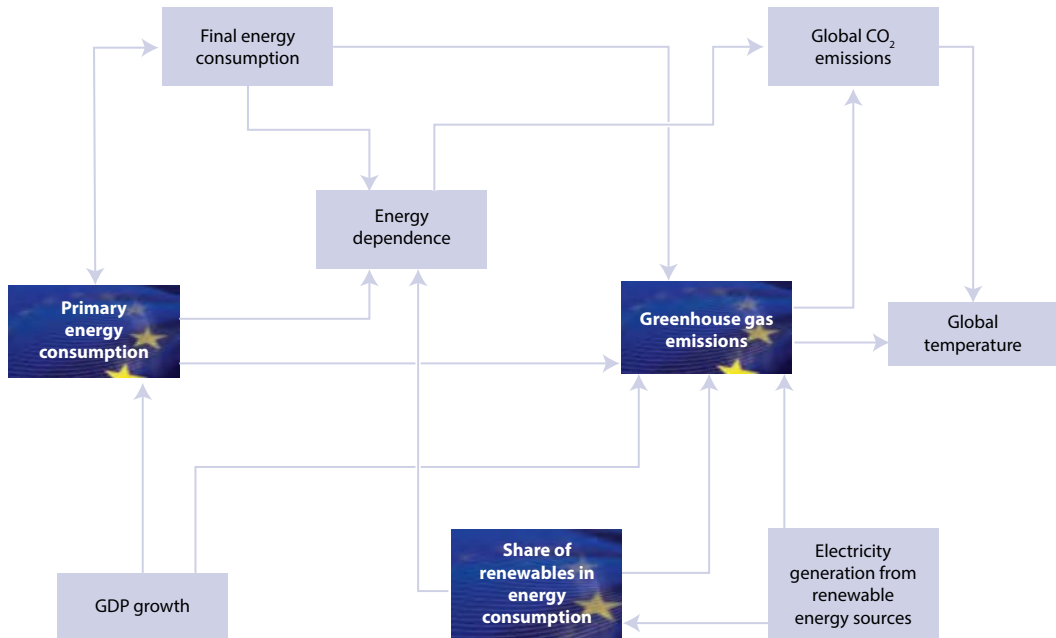 Final energy
consumption
Global CO₂
emissions
Energy
dependence
Primary
energy
consumption
Greenhouse gas
emissions
Global
temperature
GDP growth
Share of
renewables in
energy
consumption
Electricity
generation from
renewable
energy sources